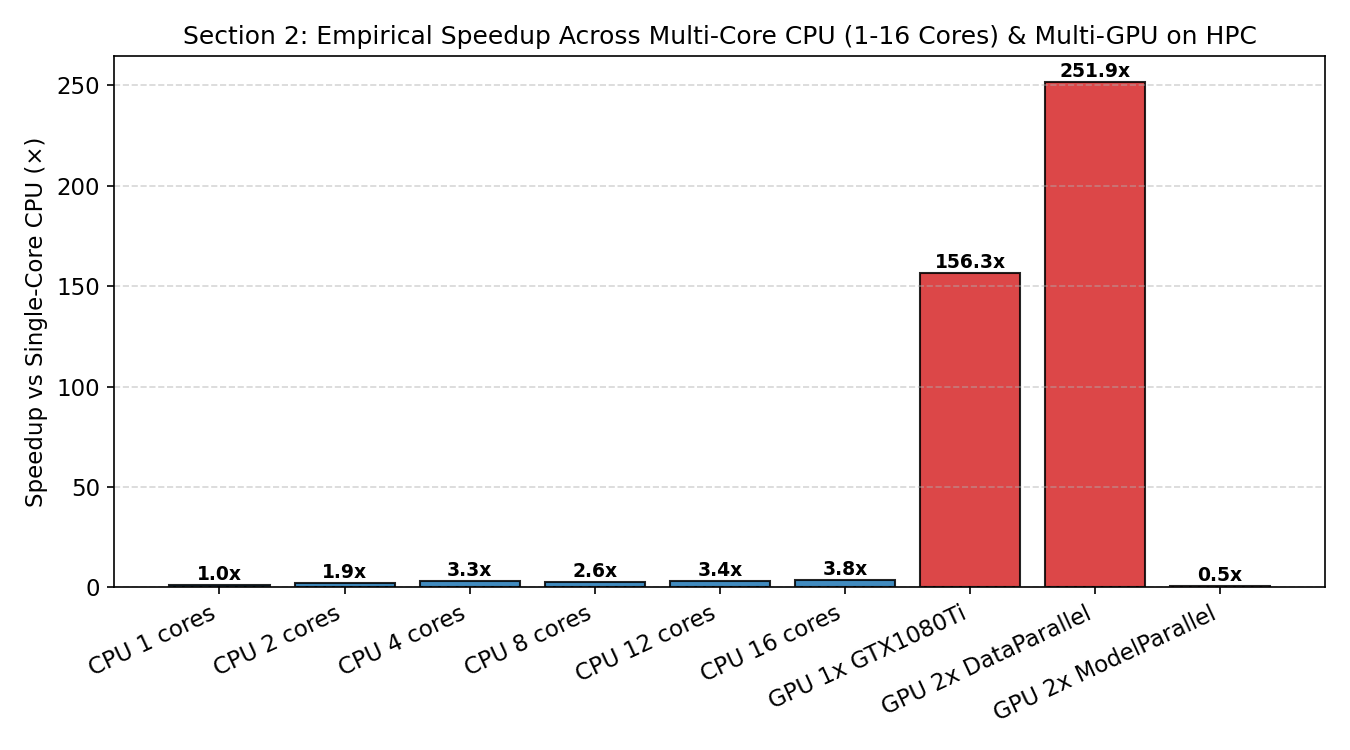 Section 2: Empirical Speedup Across Multi-Core CPU (1-16 Cores) & Multi-GPU on HPC
Speedup vs Single-Core CPU (×)
250
200
150
100
50
0
1.0x
1.9x
3.3x
2.6x
3.4x
3.8x
156.3x
251.9x
0.5x
CPU 1 cores
CPU 2 cores
CPU 4 cores
CPU 8 cores
CPU 12 cores
CPU 16 cores
GPU 1x GTX1080Ti
GPU 2x DataParallel
GPU 2x ModelParallel